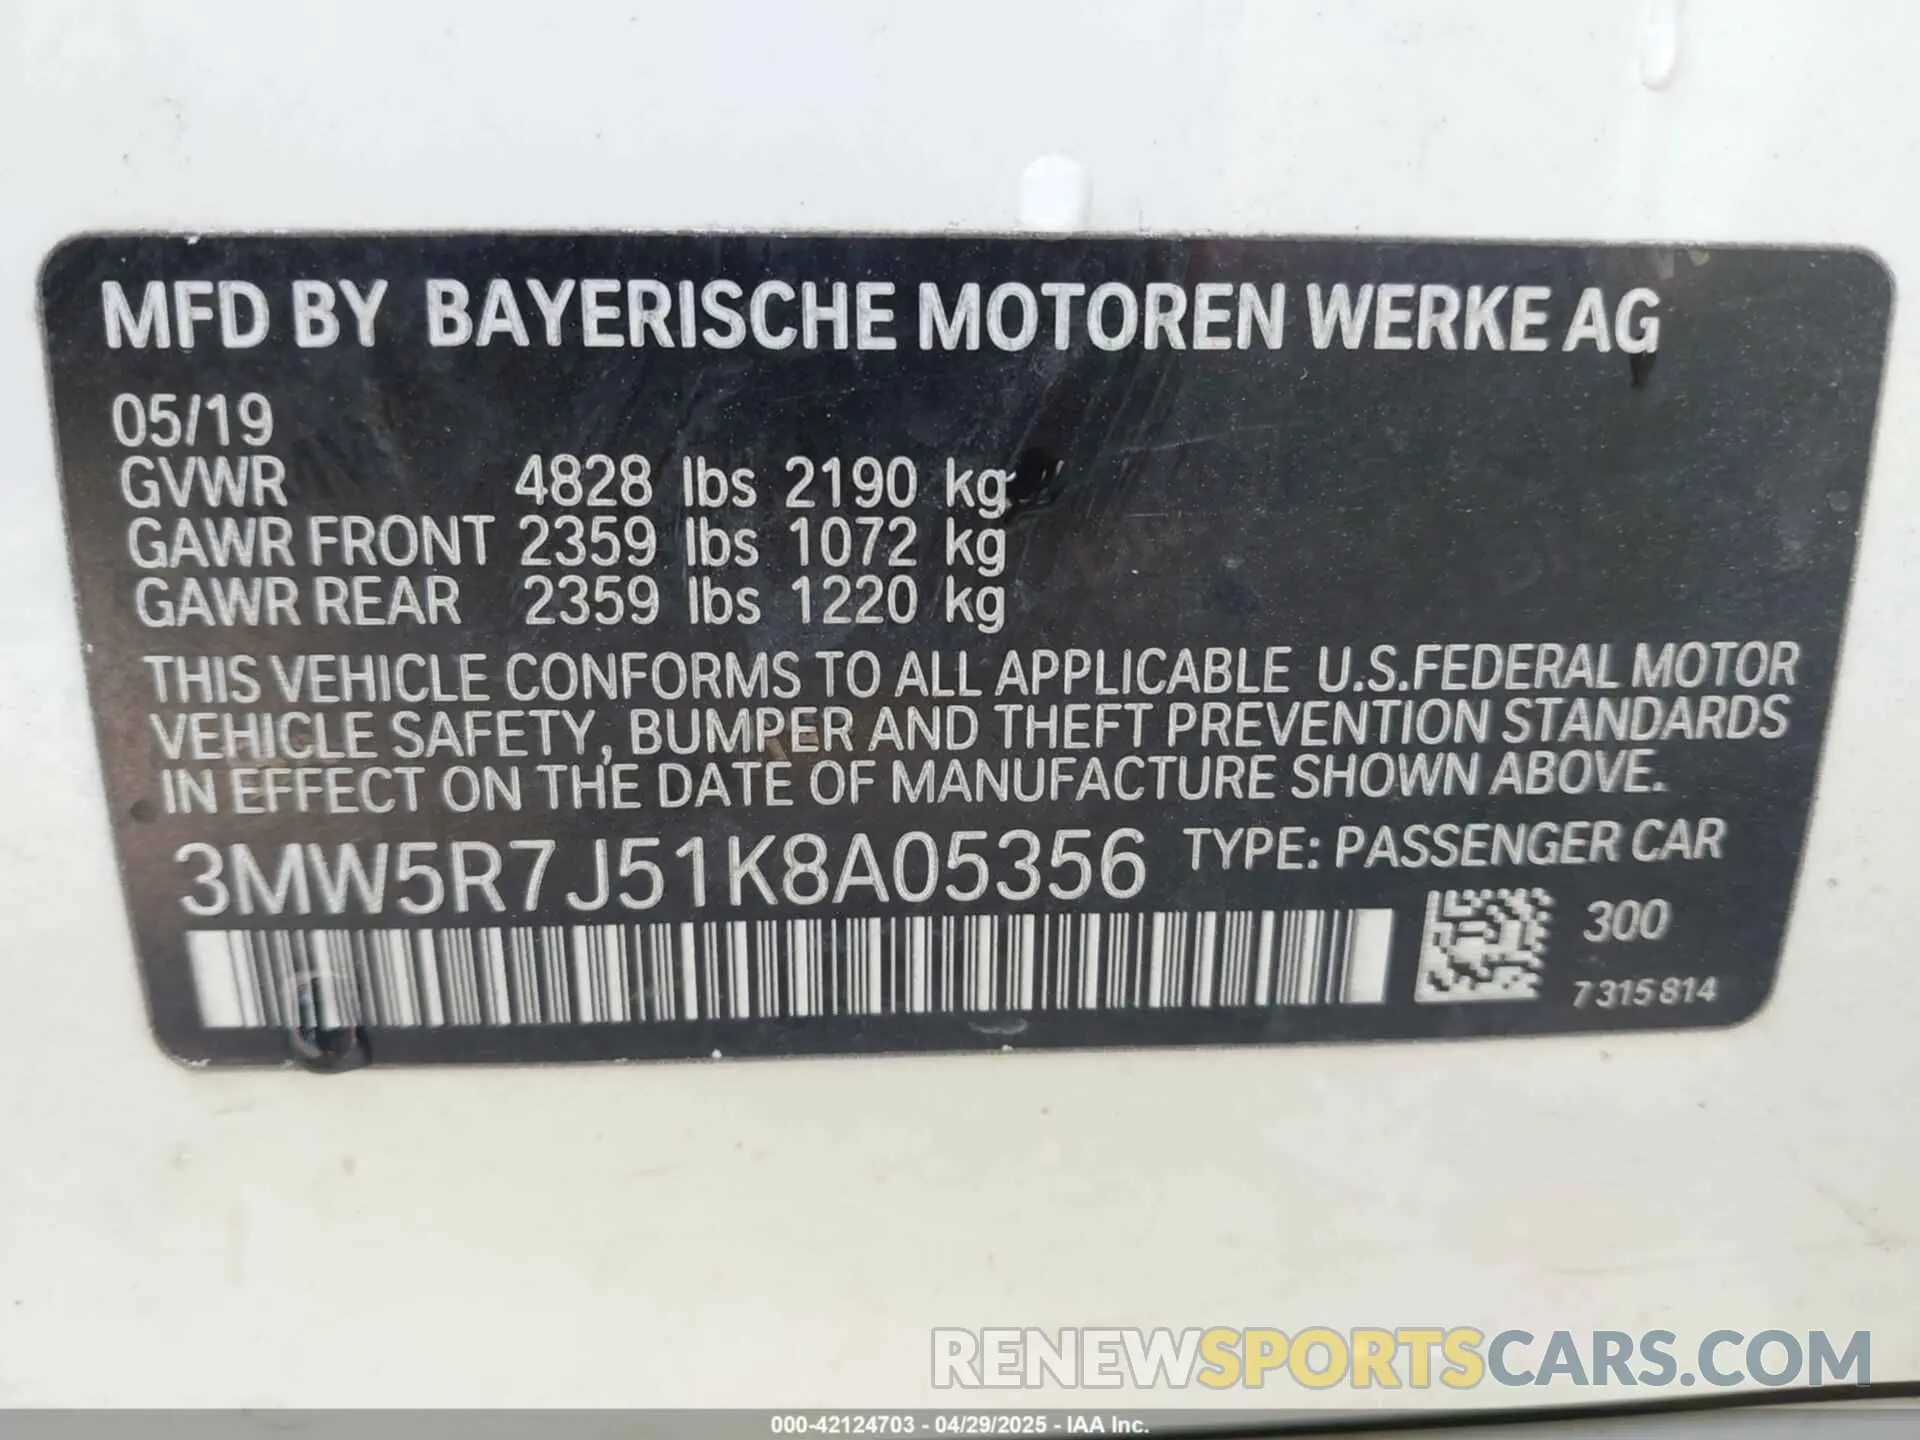 MFD BY BAYERISCHE MOTOREN WERKE AG
05/19
GVWR 4828 lbs 2190 kg
GAWR FRONT 2359 lbs 1072 kg
GAWR REAR 2359 lbs 1220 kg
THIS VEHICLE CONFORMS TO ALL APPLICABLE U.S.FEDERAL MOTOR
VEHICLE SAFETY, BUMPER AND THEFT PREVENTION STANDARDS
IN EFFECT ON THE DATE OF MANUFACTURE SHOWN ABOVE.
3MW5R7J51K8A05356 TYPE: PASSENGER CAR
300
7315814
RENEWSPORTSCARS.COM
000-42124703 - 04/29/2025 - IAA Inc.